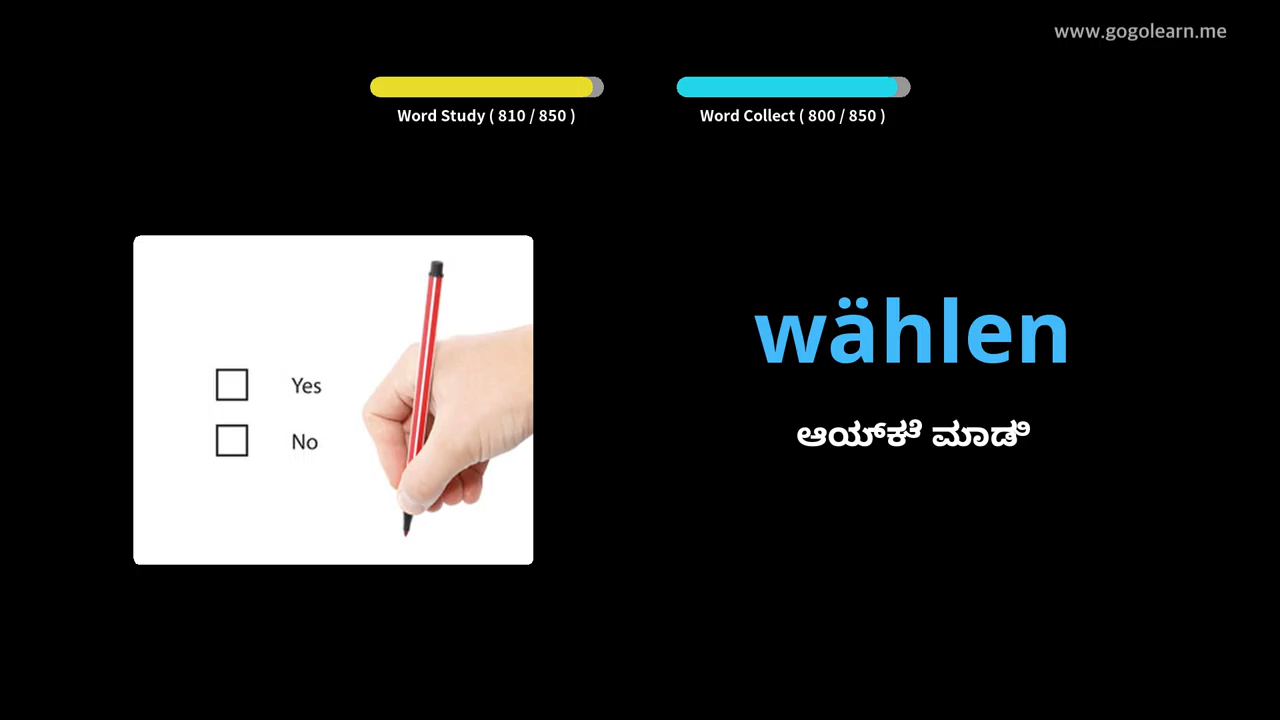 www.gogolearn.me
Word Study ( 810 / 850 )
Word Collect ( 800 / 850 )
Yes
No
wählen
ಆಯ್ಕೆ ಮಾಡಿ